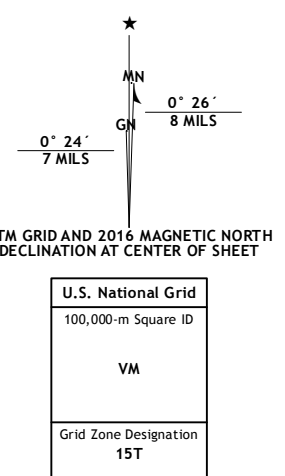 MN
0° 26´
8 MILS
GN
0° 24´
7 MILS
TM GRID AND 2016 MAGNETIC NORTH
DECLINATION AT CENTER OF SHEET
U.S. National Grid
100,000-m Square ID
VM
Grid Zone Designation
15T